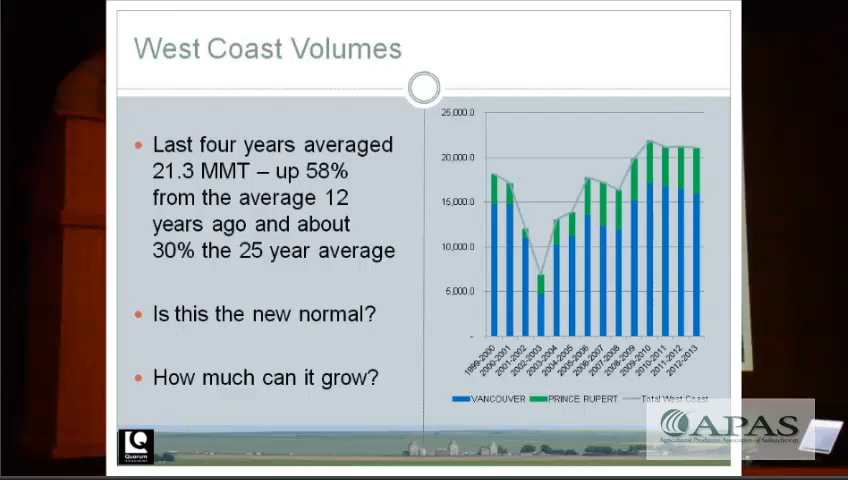 West Coast Volumes
Last four years averaged
21.3 MMT – up 58%
from the average 12
years ago and about
30% the 25 year average
Is this the new normal?
How much can it grow?
25,000.0
20,000.0
15,000.0
10,000.0
5,000.0
-
1999-2000
2000-2001
2001-2002
2002-2003
2003-2004
2004-2005
2005-2006
2006-2007
2007-2008
2008-2009
2009-2010
2010-2011
2011-2012
2012-2013
VANCOUVER PRINCE RUPERT Total West Coast
Quorum
APAS
Agricultural Producers Association of Saskatchewan